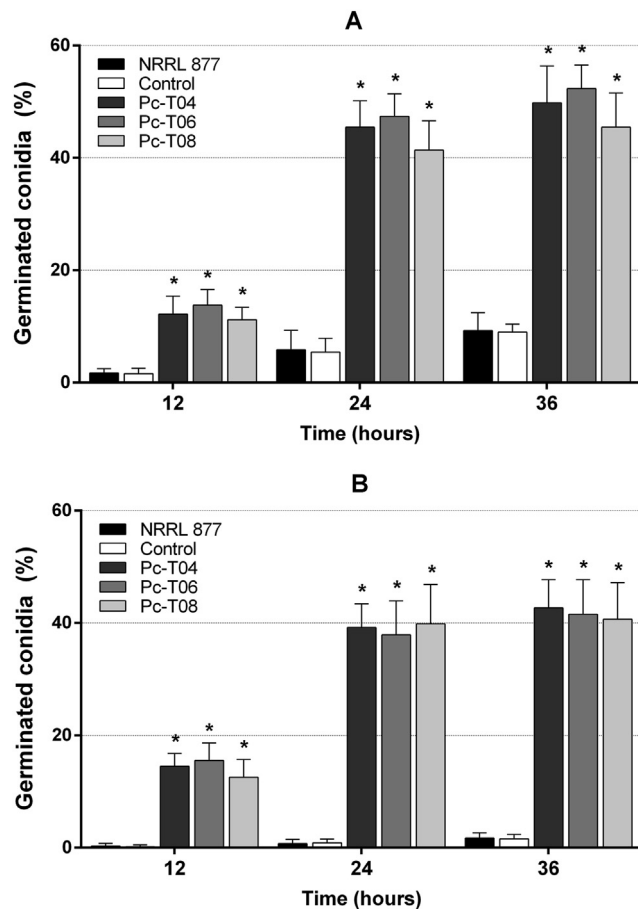 A
Germinated conidia (%)
60
40
20
0
NRRL 877
Control
Pc-T04
Pc-T06
Pc-T08
* * *
* * *
* * *
12 24 36
Time (hours)
B
Germinated conidia (%)
60
40
20
0
NRRL 877
Control
Pc-T04
Pc-T06
Pc-T08
* * *
* * *
* * *
12 24 36
Time (hours)